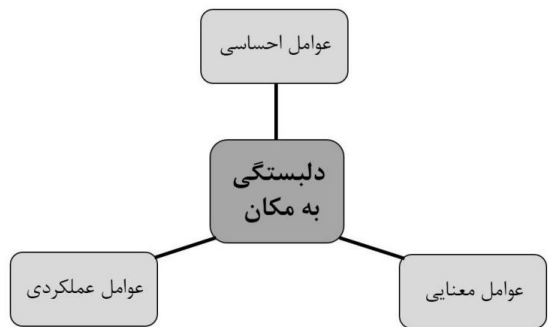 عوامل احساسی
دلبستگی
به مکان
عوامل معنایی
عوامل عملکردی